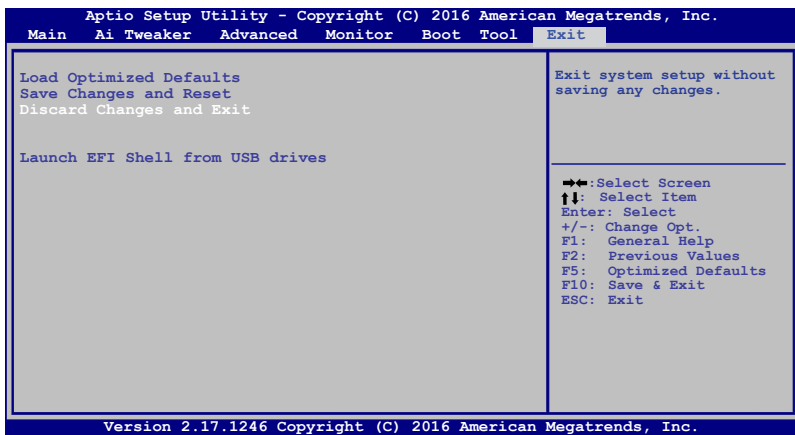 Aptio Setup Utility - Copyright (C) 2016 American Megatrends, Inc.
Main Ai Tweaker Advanced Monitor Boot Tool Exit
Load Optimized Defaults
Save Changes and Reset
Discard Changes and Exit
Launch EFI Shell from USB drives
Exit system setup without
saving any changes.
→←:Select Screen
↑↓: Select Item
Enter: Select
+/-: Change Opt.
F1: General Help
F2: Previous Values
F5: Optimized Defaults
F10: Save & Exit
ESC: Exit
Version 2.17.1246 Copyright (C) 2016 American Megatrends, Inc.